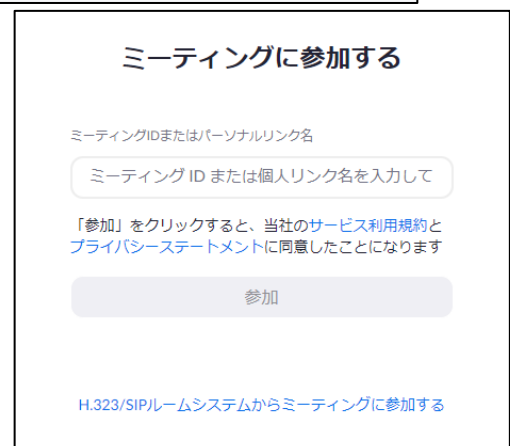 ミーティングに参加する
ミーティングIDまたはパーソナルリンク名
ミーティング ID または個人リンク名を入力して
「参加」をクリックすると、当社のサービス利用規約と
プライバシーステートメントに同意したことになります
参加
H.323/SIPルームシステムからミーティングに参加する